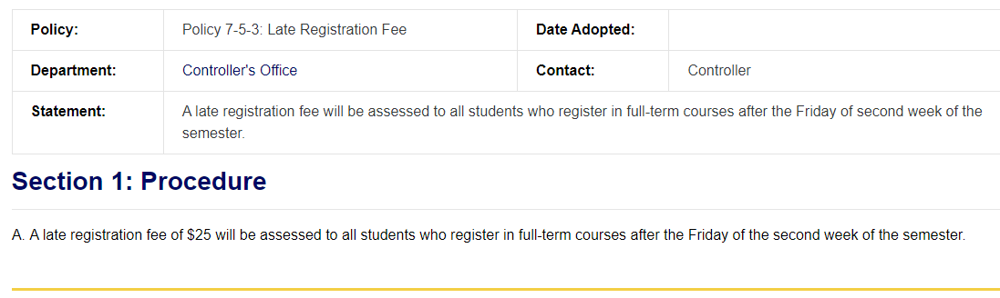 Policy: Policy 7-5-3: Late Registration Fee Date Adopted:
Department: Controller's Office Contact: Controller
Statement: A late registration fee will be assessed to all students who register in full-term courses after the Friday of second week of the
semester.
Section 1: Procedure
A. A late registration fee of $25 will be assessed to all students who register in full-term courses after the Friday of the second week of the semester.